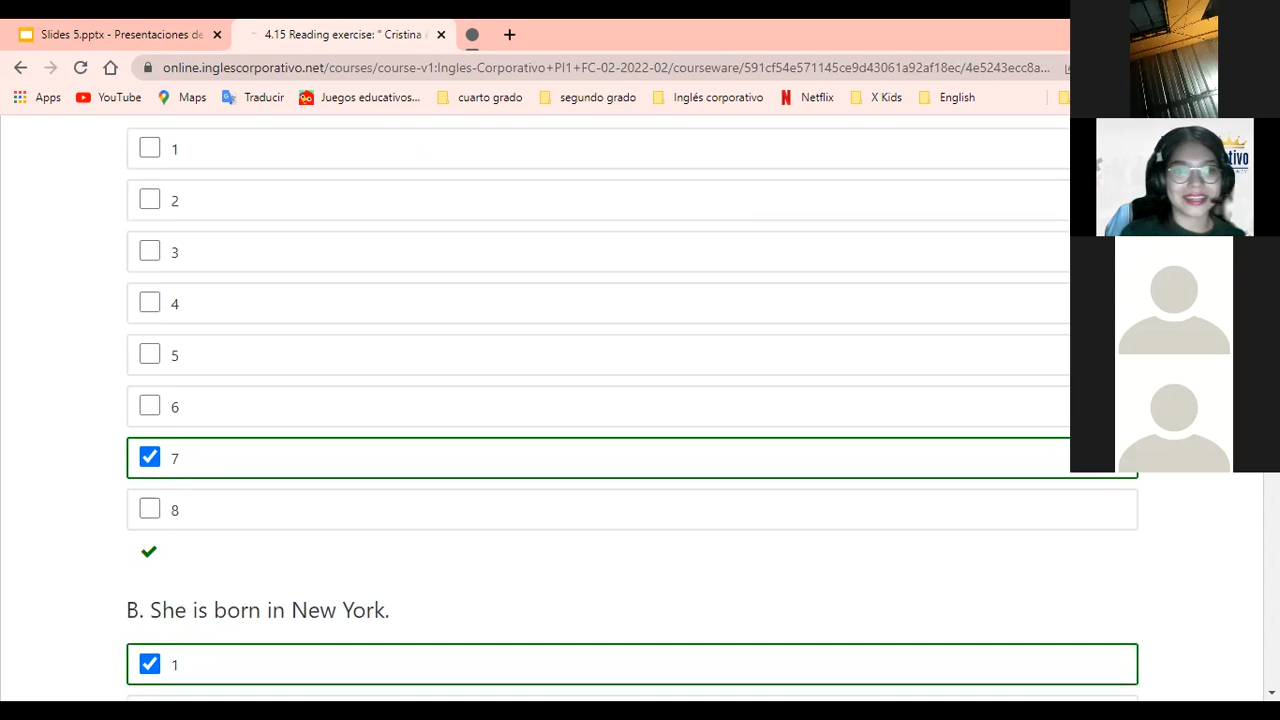 Slides 5.pptx - Presentaciones de
4.15 Reading exercise: " Cristina
online.inglescorporativo.net/courses/course-v1:Ingles-Corporativo+PI1+FC-02-2022-02/courseware/591cf54e571145ce9d43061a92af18ec/4e5243ecc8a...
Apps YouTube Maps Traducir Juegos educativos... cuarto grado segundo grado Inglés corporativo Netflix X Kids English
1
2
3
4
5
6
7
8
B. She is born in New York.
1